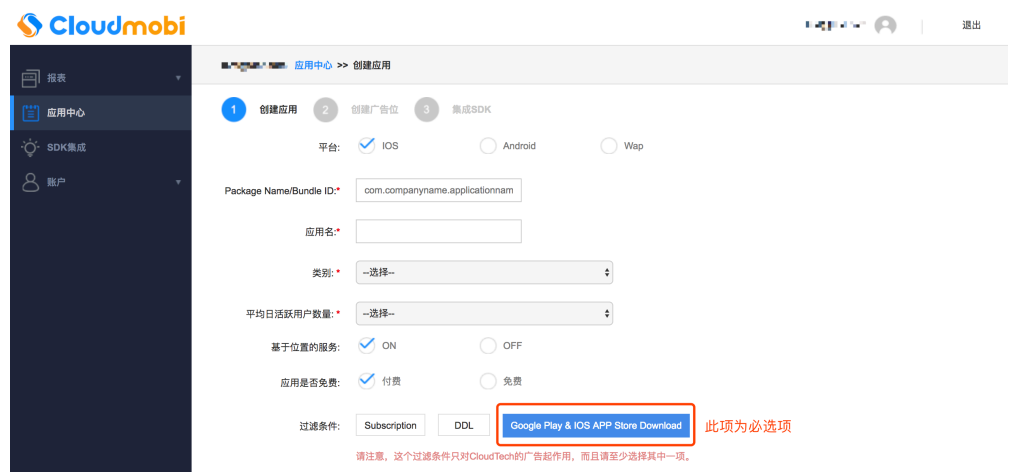 Cloudmobi
退出
报表
应用中心
SDK集成
账户
应用中心 >> 创建应用
1 创建应用 2 创建广告位 3 集成SDK
平台: IOS Android Wap
Package Name/Bundle ID:* com.companyname.applicationnam
应用名:*
类别: * --选择--
平均日活跃用户数量: * --选择--
基于位置的服务: ON OFF
应用是否免费: 付费 免费
过滤条件: Subscription DDL Google Play & IOS APP Store Download 此项为必选项
请注意，这个过滤条件只对CloudTech的广告起作用，而且请至少选择其中一项。